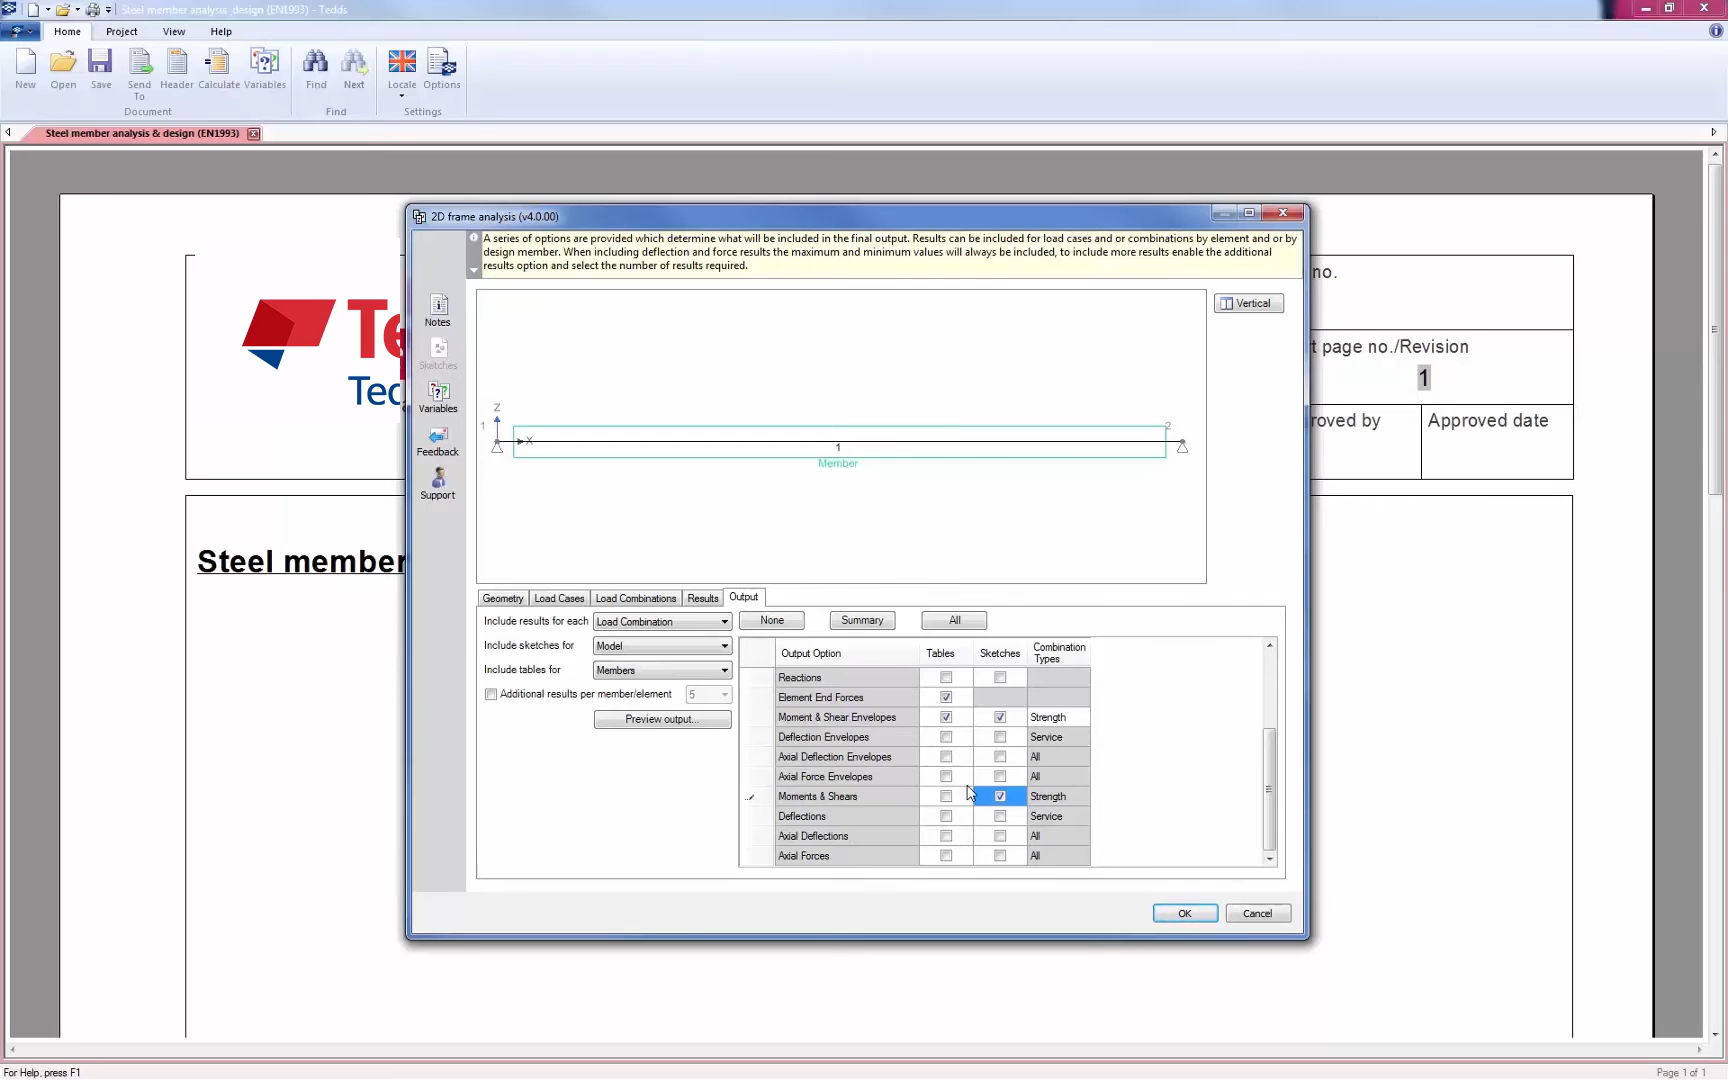 Steel member analysis _design (EN1993) - Tedds
Home Project View Help
New Open Save Send To Header Calculate Variables Find Next Locale Options
Document Find Settings
Steel member analysis & design (EN1993)
2D frame analysis (v4.0.00)
A series of options are provided which determine what will be included in the final output. Results can be included for load cases and or combinations by element and/or by
design member. When including deflection and force results the maximum and minimum values will always be included, to include more results enable the additional
results option and select the number of results required.
no.
Notes
Vertical
Te
t page no./Revision
Sketches
1
Ted
Variables
Z
1 X 2
1
Member
roved by Approved date
Feedback
Support
Steel member
Geometry Load Cases Load Combinations Results Output
Include results for each Load Combination None Summary All
Include sketches for Model
Output Option Tables Sketches Combination Types
Include tables for Members
Additional results per member/element 5
Preview output...
Reactions
Element End Forces
Moment & Shear Envelopes Strength
Deflection Envelopes Service
Axial Deflection Envelopes All
Axial Force Envelopes All
Moments & Shears Strength
Deflections Service
Axial Deflections All
Axial Forces All
OK Cancel
For Help, press F1 Page 1 of 1